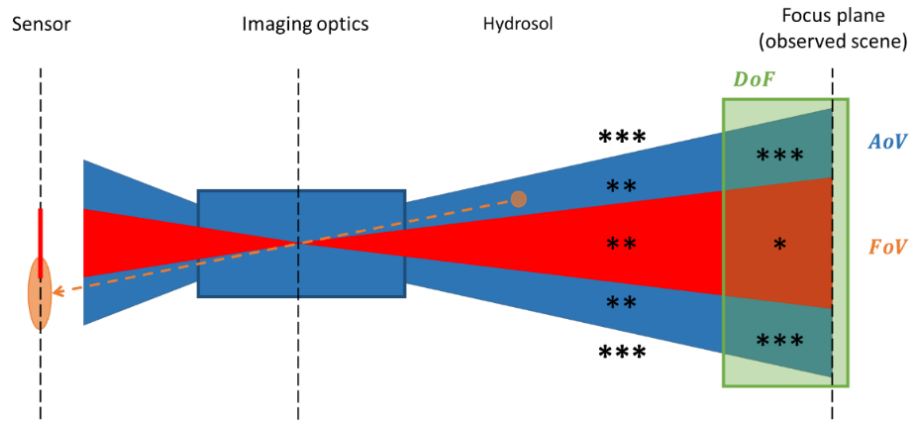 Sensor
Imaging optics
Hydrosol
Focus plane
(observed scene)
DoF
AoV
FoV
***
***
**
**
*
**
***
***